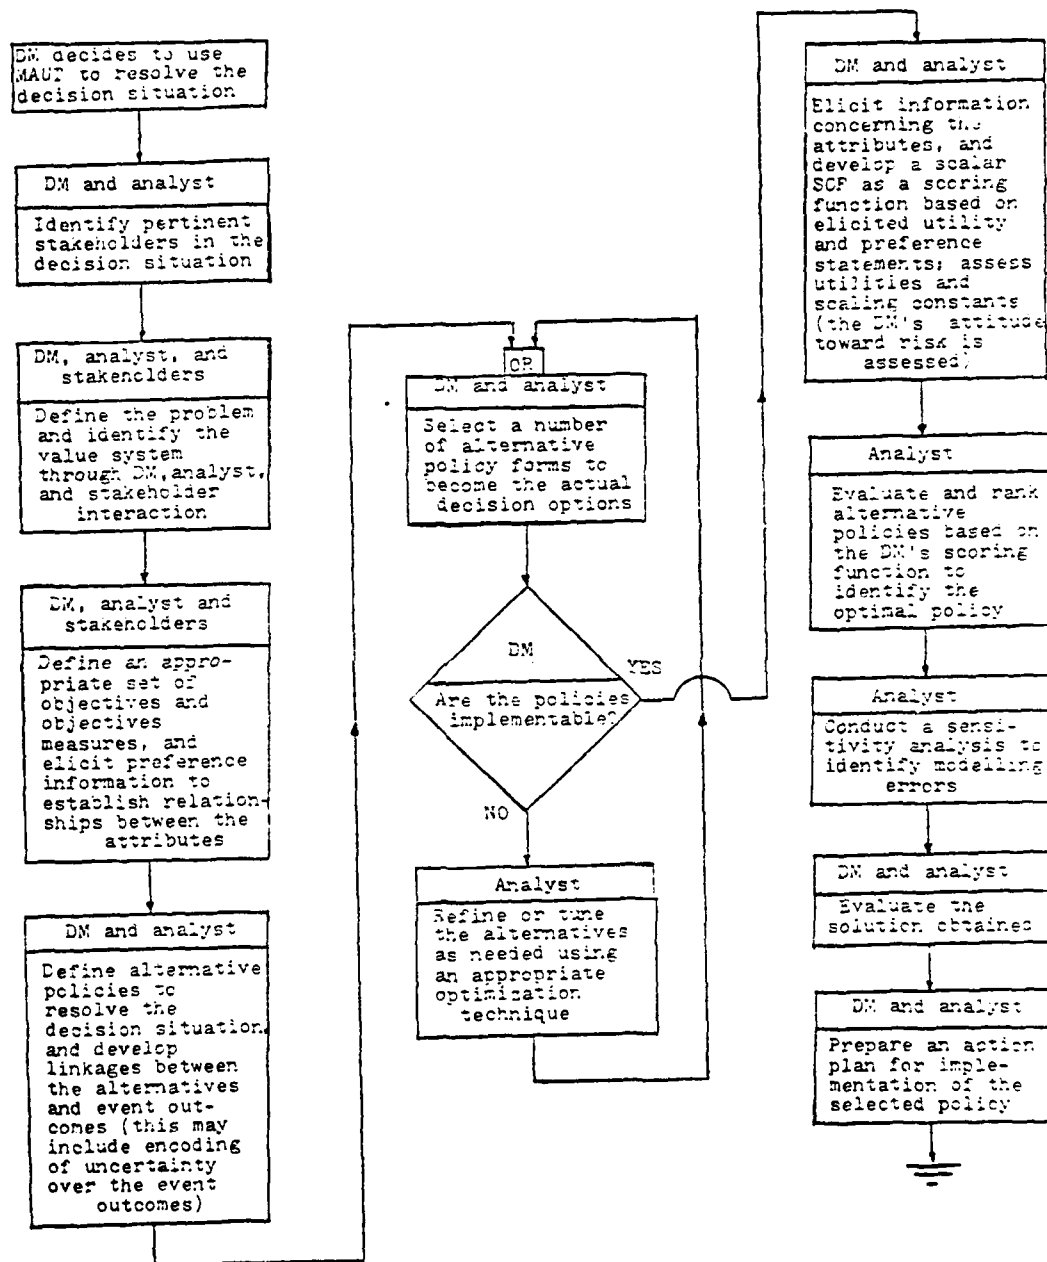 DM decides to use
MAUT to resolve the
decision situation
DM and analyst
Identify pertinent
stakeholders in the
decision situation
DM, analyst, and
stakeholders
Define the problem
and identify the
value system
through DM,analyst,
and stakeholder
interaction
DM, analyst and
stakeholders
Define an appro-
priate set of
objectives and
objectives
measures, and
elicit preference
information to
establish relation-
ships between the
attributes
DM and analyst
Define alternative
policies to
resolve the
decision situation,
and develop
linkages between
the alternatives
and event out-
comes (this may
include encoding
of uncertainty
over the event
outcomes)
OR
DM and analyst
Select a number
of alternative
policy forms to
become the actual
decision options
DM
Are the policies
implementable?
YES
NO
Analyst
Refine or tune
the alternatives
as needed using
an appropriate
optimization
technique
DM and analyst
Elicit information
concerning the
attributes, and
develop a scalar
SCF as a scoring
function based on
elicited utility
and preference
statements; assess
utilities and
scaling constants
(the DM's attitude
toward risk is
assessed)
Analyst
Evaluate and rank
alternative
policies based on
the DM's scoring
function to
identify the
optimal policy
Analyst
Conduct a sensi-
tivity analysis to
identify modelling
errors
DM and analyst
Evaluate the
solution obtained
DM and analyst
Prepare an action
plan for imple-
mentation of the
selected policy